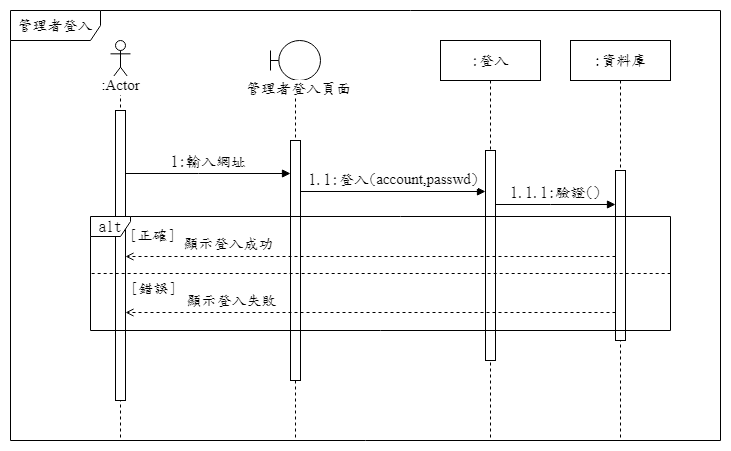 管理者登入
:Actor
管理者登入頁面
:登入
:資料庫
1:輸入網址
1.1:登入(account,passwd)
1.1.1:驗證()
alt
[正確]
顯示登入成功
[錯誤]
顯示登入失敗